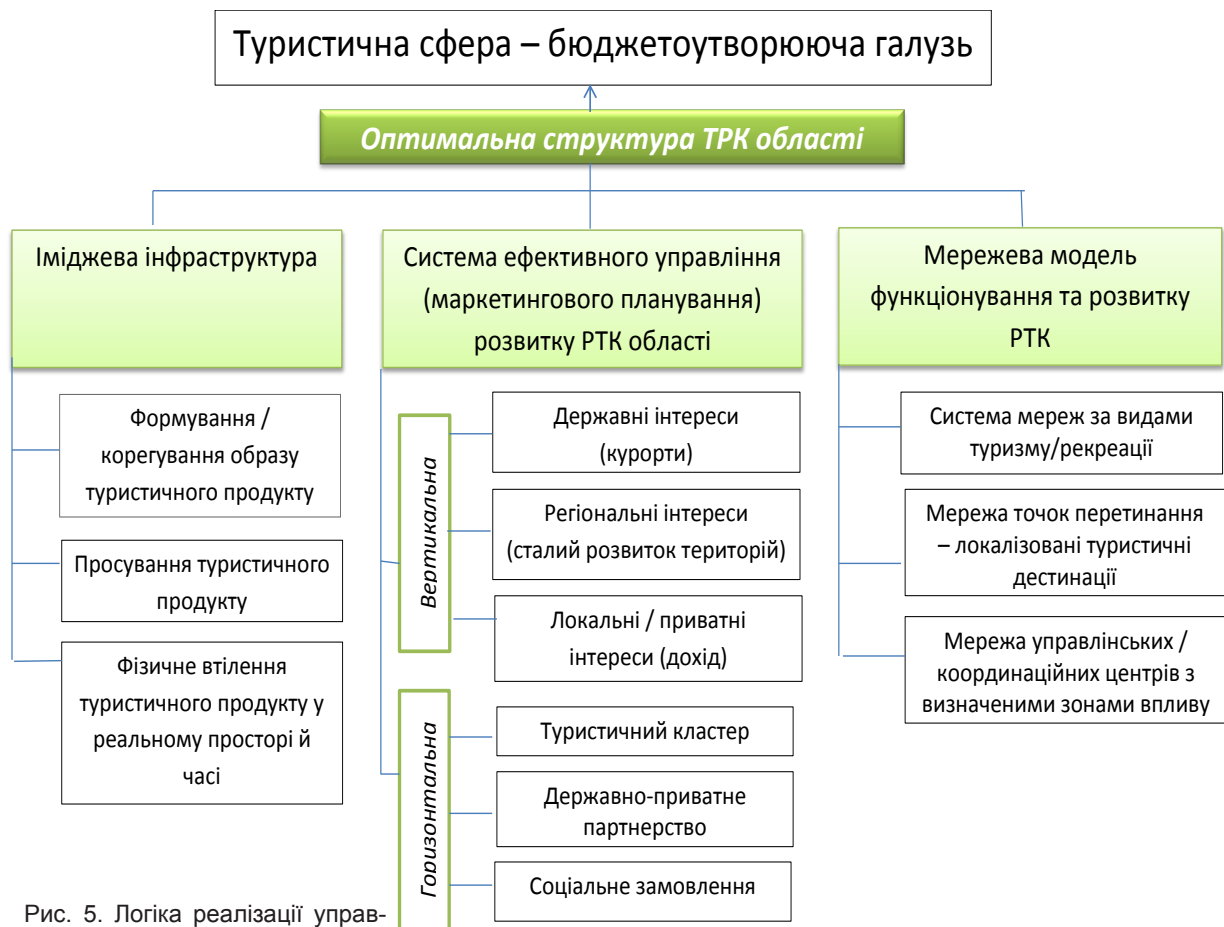 Туристична сфера – бюджетоутворююча галузь
Оптимальна структура ТРК області
Іміджева інфраструктура
Формування /
корегування образу
туристичного продукту
Просування туристичного
продукту
Фізичне втілення
туристичного продукту у
реальному просторі й
часі
Система ефективного управління
(маркетингового планування)
розвитку РТК області
Вертикальна
Державні інтереси
(курорти)
Регіональні інтереси
(сталий розвиток територій)
Локальні / приватні
інтереси (дохід)
Горизонтальна
Туристичний кластер
Державно-приватне
партнерство
Соціальне замовлення
Мережева модель
функціонування та розвитку
РТК
Система мереж за видами
туризму/рекреації
Мережа точок перетинання
– локалізовані туристичні
дестинації
Мережа управлінських /
координаційних центрів з
визначеними зонами впливу
Рис. 5. Логіка реалізації управ-